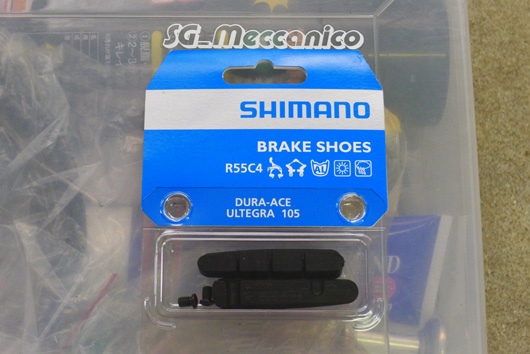 SG_Meccanico
SHIMANO
BRAKE SHOES
R55C4
DURA-ACE
ULTEGRA 105